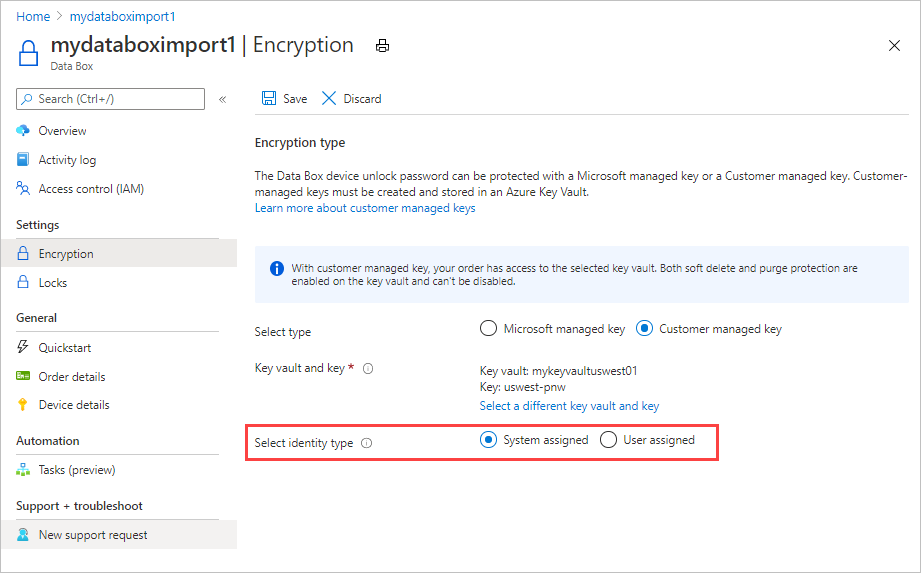 Home > mydataboximport1
mydataboximport1 | Encryption
Data Box
Search (Ctrl+/)
«
Save
Discard
Overview
Activity log
Access control (IAM)
Settings
Encryption
Locks
General
Quickstart
Order details
Device details
Automation
Tasks (preview)
Support + troubleshoot
New support request
Encryption type
The Data Box device unlock password can be protected with a Microsoft managed key or a Customer managed key. Customer-
managed keys must be created and stored in an Azure Key Vault.
Learn more about customer managed keys
With customer managed key, your order has access to the selected key vault. Both soft delete and purge protection are
enabled on the key vault and can't be disabled.
Select type
Microsoft managed key
Customer managed key
Key vault and key *
Key vault: mykeyvaultuswest01
Key: uswest-pnw
Select a different key vault and key
Select identity type
System assigned
User assigned